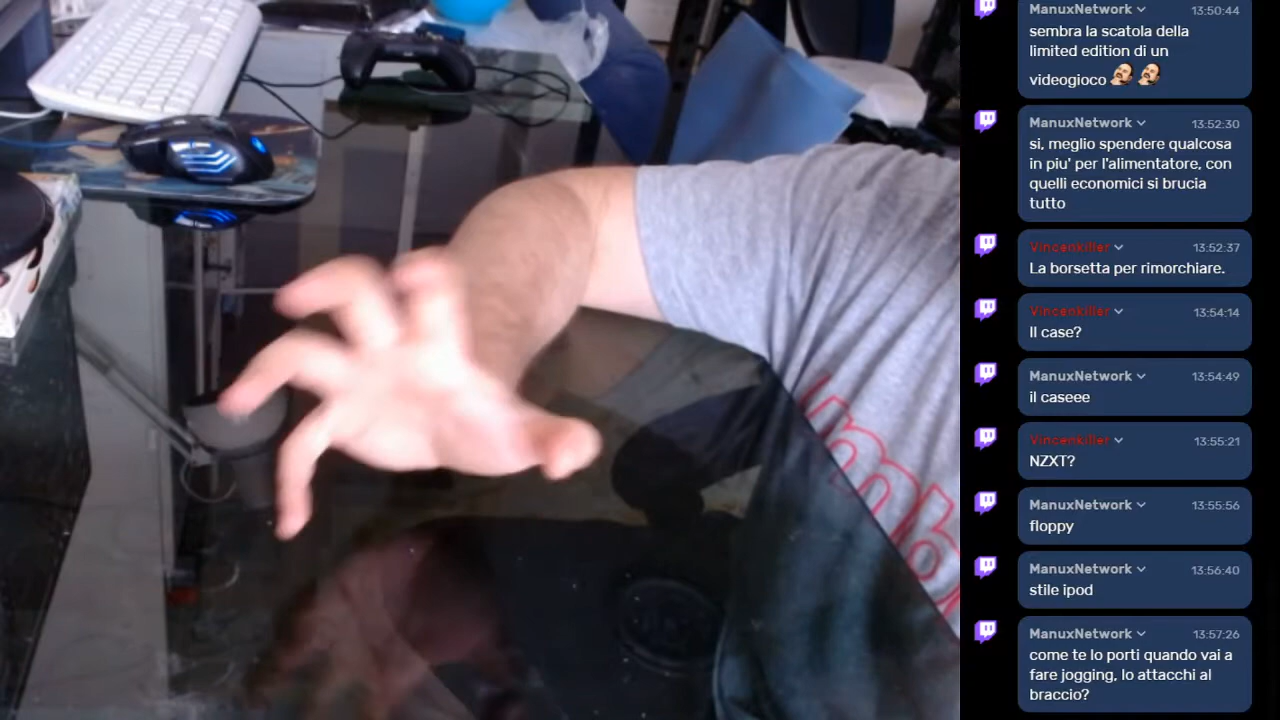 ManuxNetwork 13:50:44
sembra la scatola della
limited edition di un
videogioco
ManuxNetwork 13:52:30
si, meglio spendere qualcosa
in piu' per l'alimentatore, con
quelli economici si brucia
tutto
Vincenkiller 13:52:37
La borsetta per rimorchiare.
Vincenkiller 13:54:14
Il case?
ManuxNetwork 13:54:49
il caseee
Vincenkiller 13:55:21
NZXT?
ManuxNetwork 13:55:56
floppy
ManuxNetwork 13:56:40
stile ipod
ManuxNetwork 13:57:26
come te lo porti quando vai a
fare jogging, lo attacchi al
braccio?